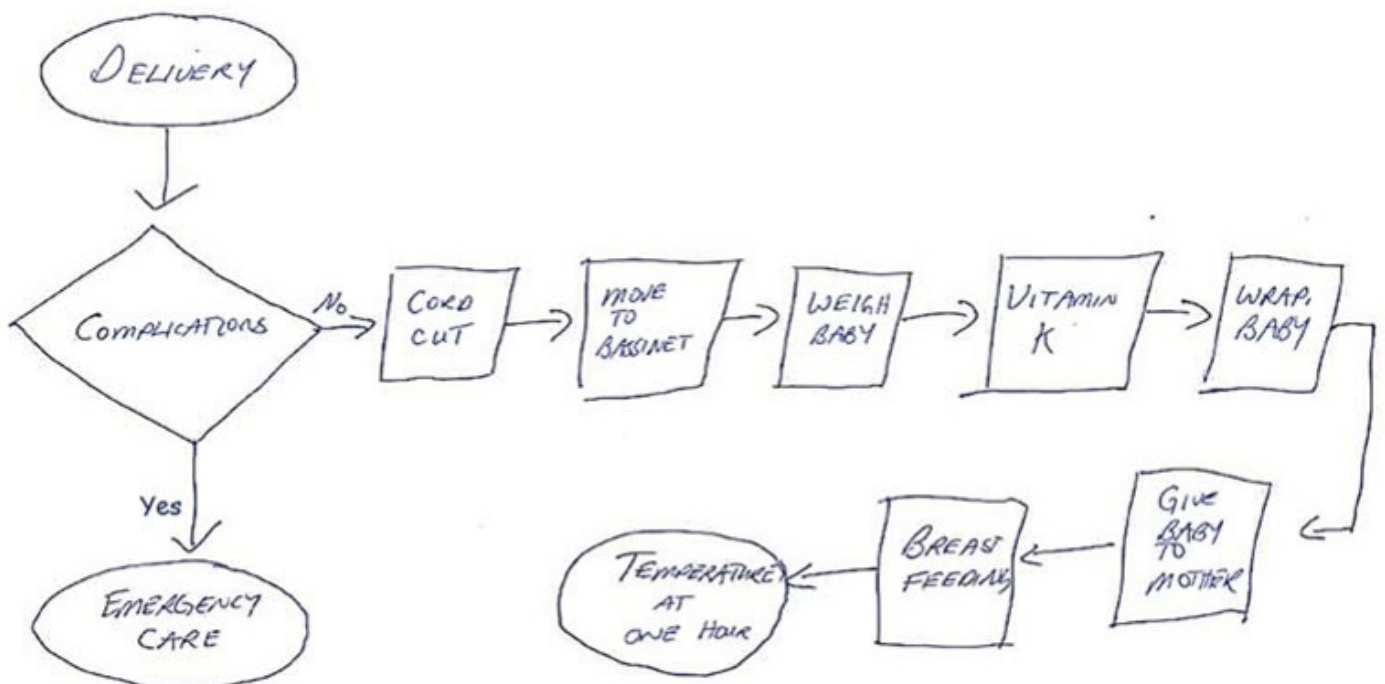 DELIVERY
COMPLICATIONS
No
CORD
CUT
MOVE
TO
BASSINET
WEIGH
BABY
VITAMIN
K
WRAP,
BABY
GIVE
BABY
TO
MOTHER
BREAST
FEEDING
TEMPERATURE
AT
ONE HOUR
Yes
EMERGENCY
CARE